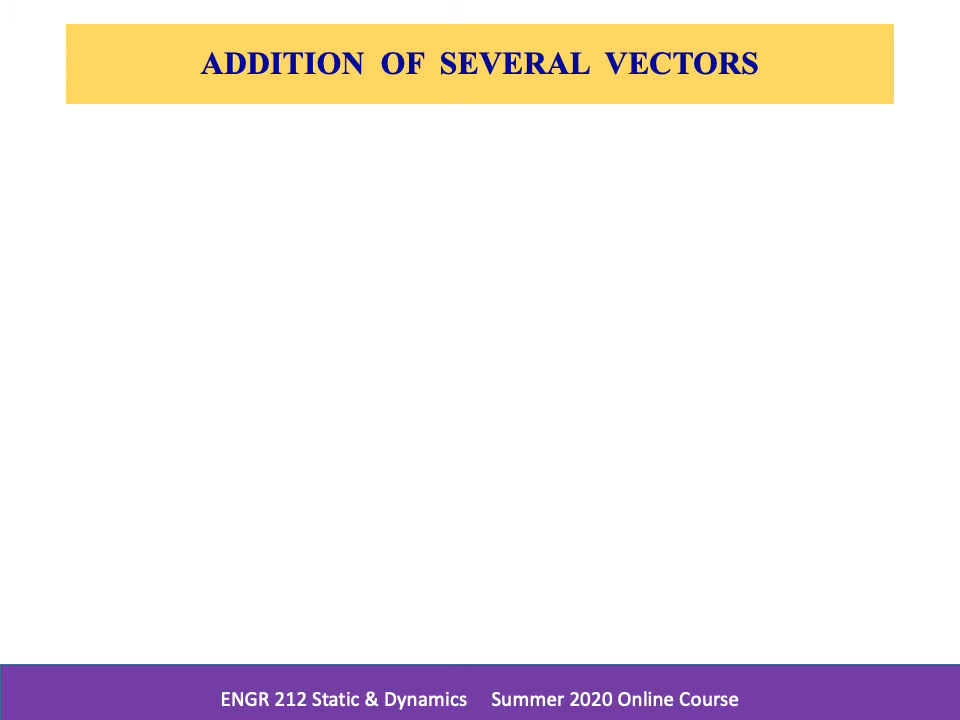 ADDITION OF SEVERAL VECTORS
ENGR 212 Static & Dynamics Summer 2020 Online Course